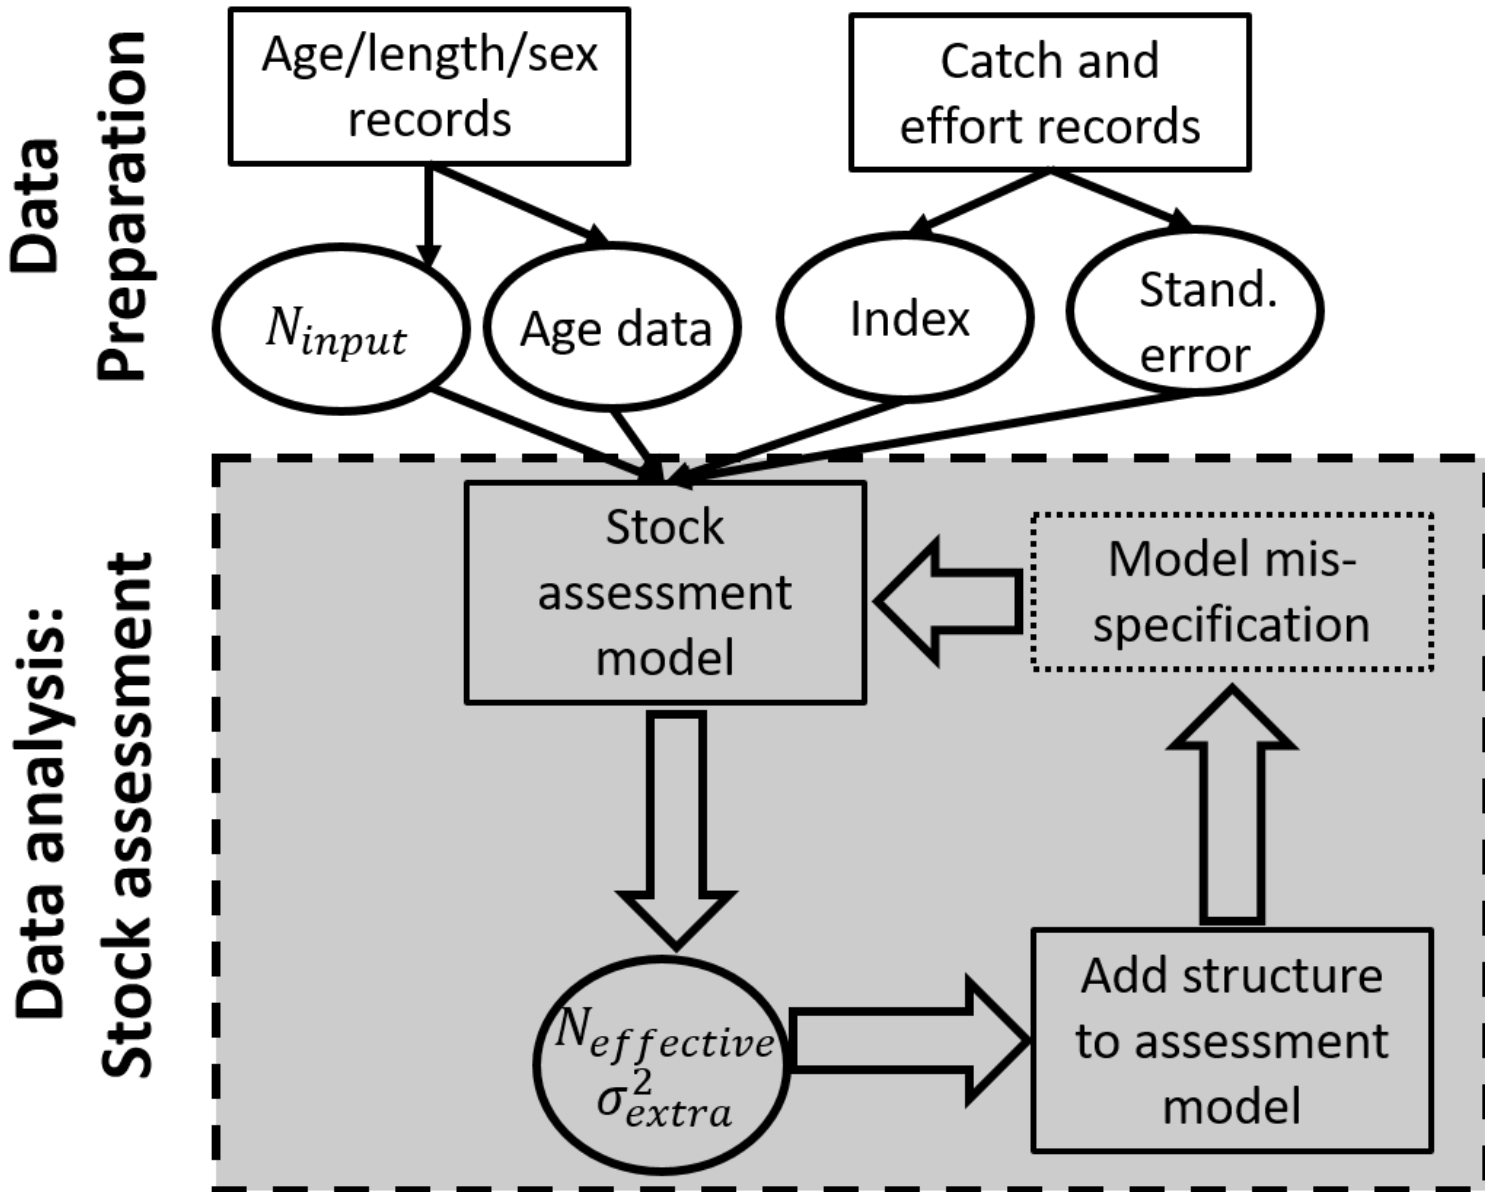 Data
Preparation
Age/length/sex
records
Catch and
effort records
N_input
Age data
Index
Stand.
error
Data analysis:
Stock assessment
Stock
assessment
model
Model mis-
specification
N_effective
σ²_extra
Add structure
to assessment
model